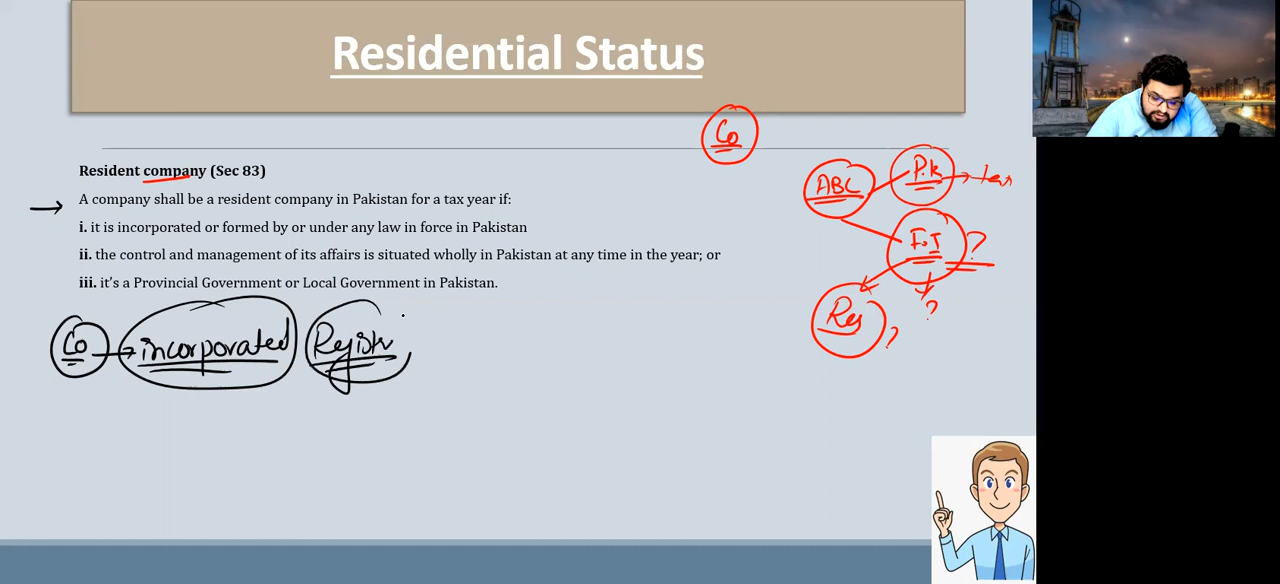 Residential Status
Co
Resident company (Sec 83)
ABC
P.k
tax
A company shall be a resident company in Pakistan for a tax year if:
i. it is incorporated or formed by or under any law in force in Pakistan
F.I ?
ii. the control and management of its affairs is situated wholly in Pakistan at any time in the year; or
iii. it's a Provincial Government or Local Government in Pakistan.
?
Res ?
Co incorporated